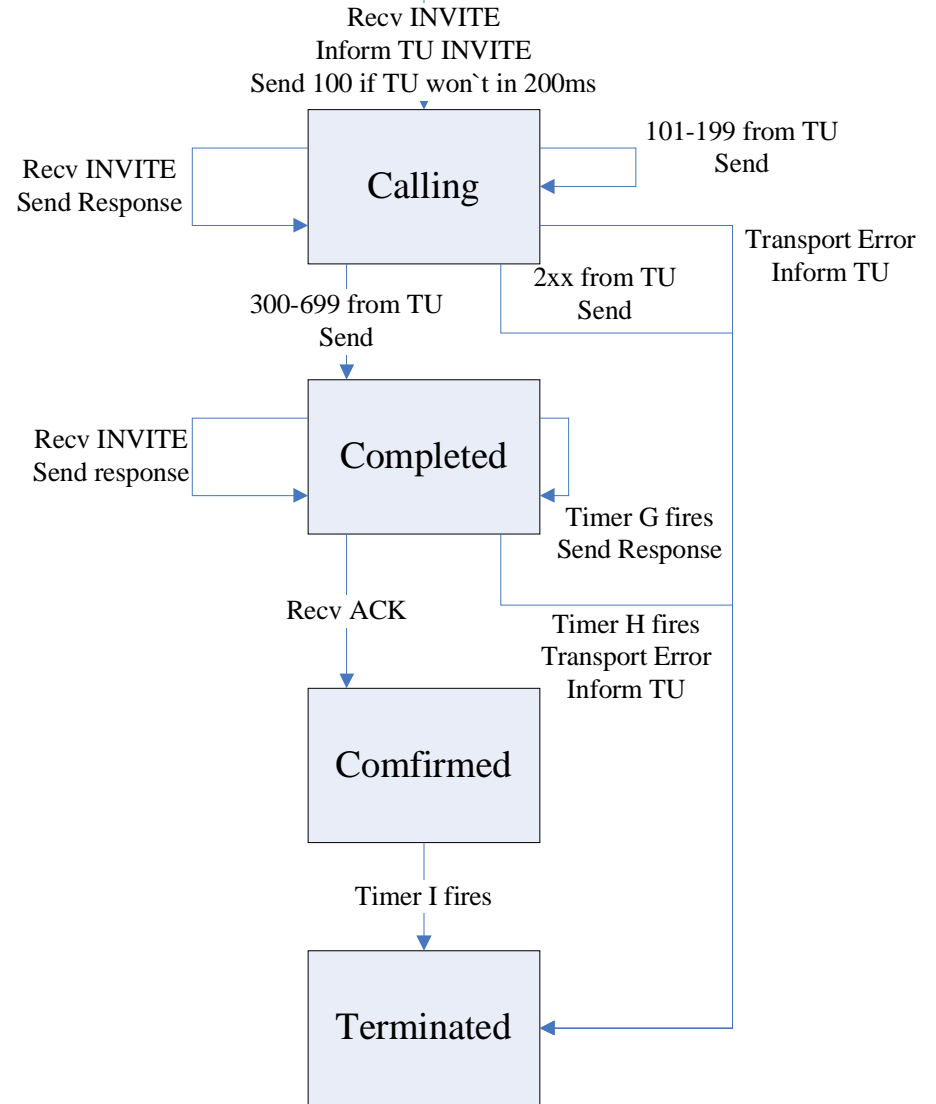 Recv INVITE
Inform TU INVITE
Send 100 if TU won`t in 200ms
101-199 from TU
Send
Recv INVITE
Send Response
Calling
Transport Error
Inform TU
2xx from TU
Send
300-699 from TU
Send
Recv INVITE
Send response
Completed
Timer G fires
Send Response
Recv ACK
Timer H fires
Transport Error
Inform TU
Comfirmed
Timer I fires
Terminated